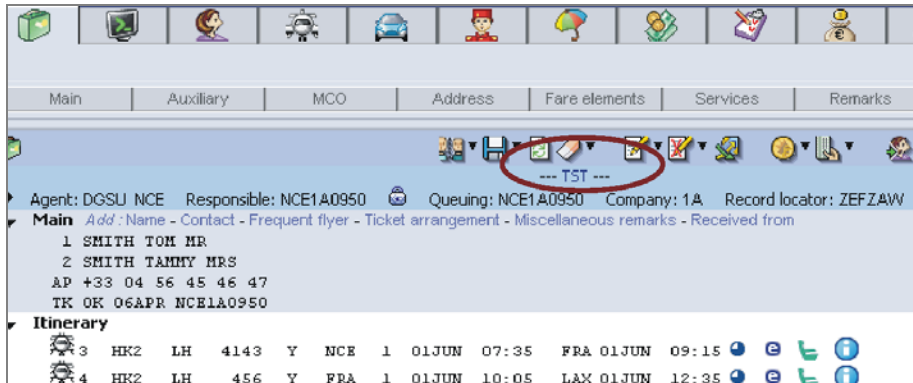 Main Auxiliary MCO Address Fare elements Services Remarks
--- TST ---
Agent: DGSU NCE Responsible: NCE1A0950 Queuing: NCE1A0950 Company: 1A Record locator: ZEFZAW
Main Add : Name - Contact - Frequent flyer - Ticket arrangement - Miscellaneous remarks - Received from
1 SMITH TOM MR
2 SMITH TAMMY MRS
AP +33 04 56 45 46 47
TK OK 06APR NCE1A0950
Itinerary
3 HK2 LH 4143 Y NCE 1 01JUN 07:35 FRA 01JUN 09:15
4 HK2 LH 456 Y FRA 1 01JUN 10:05 LAX 01JUN 12:35